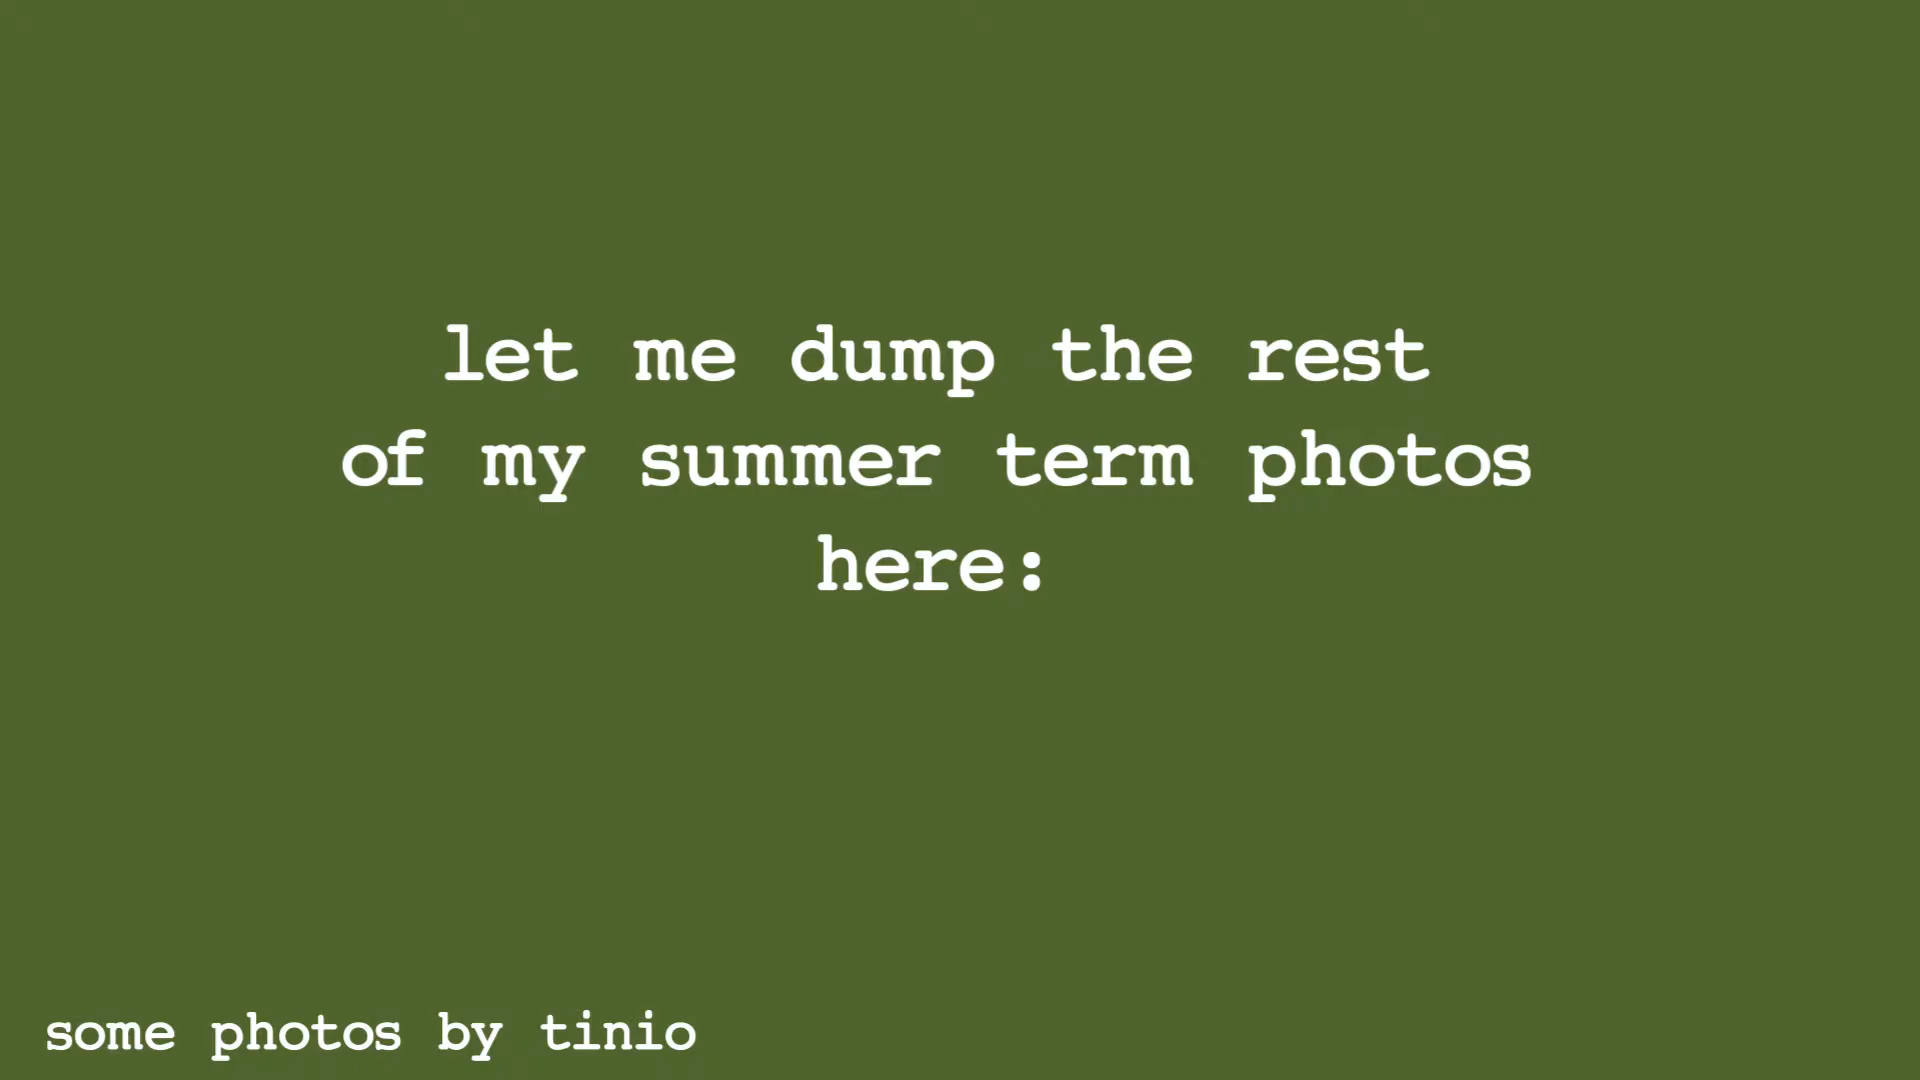 let me dump the rest
of my summer term photos
here:
some photos by tinio